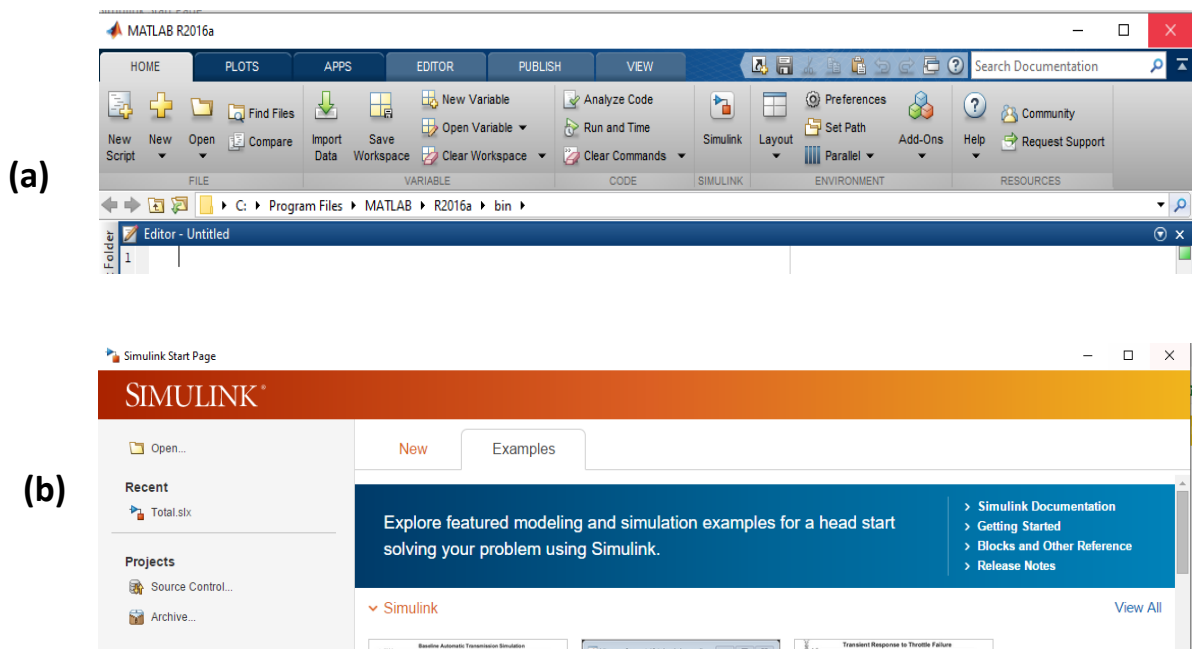 (a)
MATLAB R2016a
HOME PLOTS APPS EDITOR PUBLISH VIEW Search Documentation
New Script
New
Open
Find Files
Compare
FILE
Import Data
Save Workspace
New Variable
Open Variable
Clear Workspace
VARIABLE
Analyze Code
Run and Time
Clear Commands
CODE
Simulink
SIMULINK
Layout
Preferences
Set Path
Parallel
Add-Ons
ENVIRONMENT
Help
Community
Request Support
RESOURCES
C: Program Files MATLAB R2016a bin
Folder
Editor - Untitled
1
(b)
Simulink Start Page
SIMULINK®
Open...
Recent
Total.slx
Projects
Source Control...
Archive...
New Examples
Explore featured modeling and simulation examples for a head start
solving your problem using Simulink.
Simulink Documentation
Getting Started
Blocks and Other Reference
Release Notes
Simulink View All
Baseline Automatic Transmission Simulation
Transient Response to Throttle Failure